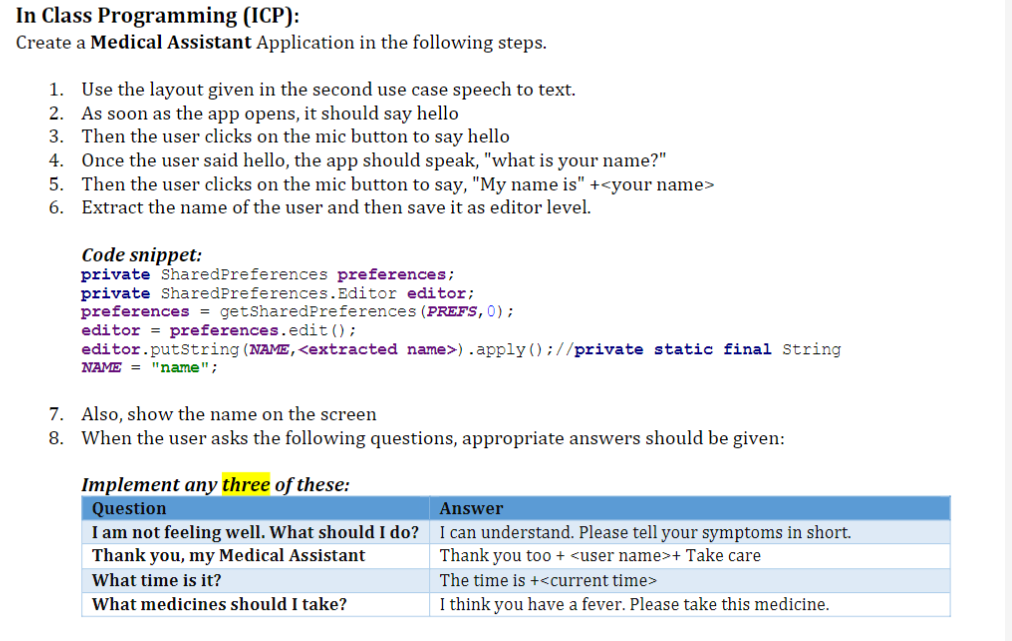 In Class Programming (ICP):
Create a Medical Assistant Application in the following steps.
1. Use the layout given in the second use case speech to text.
2. As soon as the app opens, it should say hello
3. Then the user clicks on the mic button to say hello
4. Once the user said hello, the app should speak, "what is your name?"
5. Then the user clicks on the mic button to say, "My name is" +<your name>
6. Extract the name of the user and then save it as editor level.
Code snippet:
private SharedPreferences preferences;
private SharedPreferences.Editor editor;
preferences = getSharedPreferences(PREFS,0);
editor = preferences.edit();
editor.putString(NAME,<extracted name>).apply();//private static final String
NAME = "name";
7. Also, show the name on the screen
8. When the user asks the following questions, appropriate answers should be given:
Implement any three of these:
Question Answer
I am not feeling well. What should I do? I can understand. Please tell your symptoms in short.
Thank you, my Medical Assistant Thank you too + <user name>+ Take care
What time is it? The time is +<current time>
What medicines should I take? I think you have a fever. Please take this medicine.